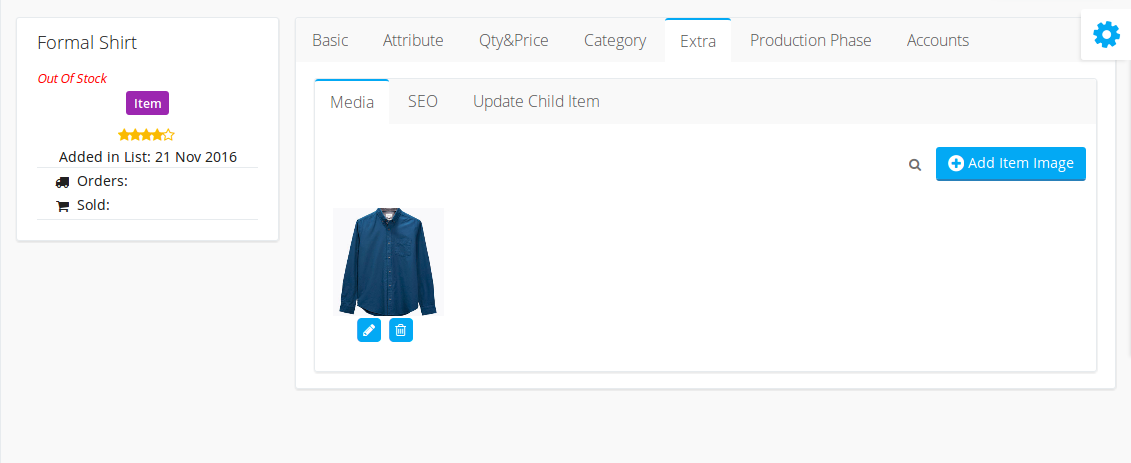 Formal Shirt
Out Of Stock
Item
Added in List: 21 Nov 2016
Orders:
Sold:
Basic Attribute Qty&Price Category Extra Production Phase Accounts
Media SEO Update Child Item
Add Item Image